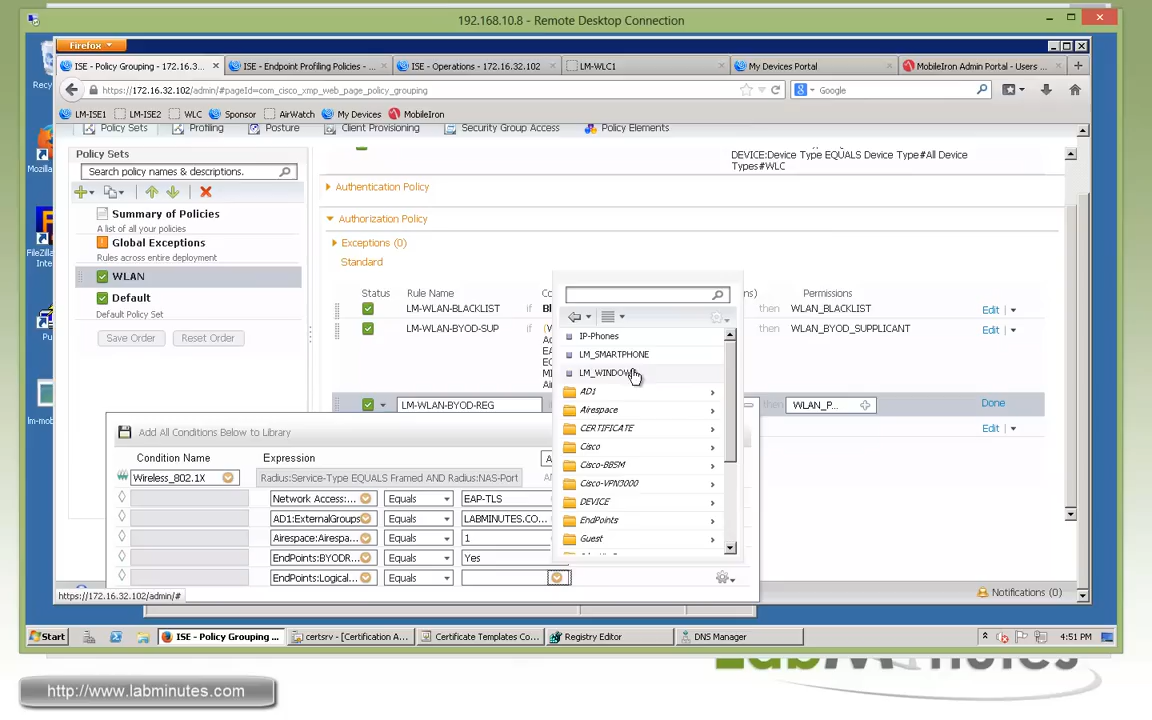 192.168.10.8 - Remote Desktop Connection
Firefox
ISE - Policy Grouping - 172.16.3...
ISE - Endpoint Profiling Policies - ...
ISE - Operations - 172.16.32.102
LM-WLC1
My Devices Portal
MobileIron Admin Portal - Users ...
https://172.16.32.102/admin/#pageId=com_cisco_xmp_web_page_policy_grouping
Google
LM-ISE1 LM-ISE2 WLC Sponsor AirWatch My Devices MobileIron
Policy Sets Profiling Posture Client Provisioning Security Group Access Policy Elements
Policy Sets
Search policy names & descriptions.
Summary of Policies
A list of all your policies
Global Exceptions
Rules across entire deployment
WLAN
Default
Default Policy Set
Save Order Reset Order
DEVICE:Device Type EQUALS Device Type#All Device
Types#WLC
Authentication Policy
Authorization Policy
Exceptions (0)
Standard
Status Rule Name Permissions
LM-WLAN-BLACKLIST if then WLAN_BLACKLIST Edit
LM-WLAN-BYOD-SUP if then WLAN_BYOD_SUPPLICANT Edit
LM-WLAN-BYOD-REG then WLAN_P... Done
Edit
IP-Phones
LM_SMARTPHONE
AD1
Airespace
CERTIFICATE
Cisco
Cisco-BBSM
Cisco-VPN3000
DEVICE
EndPoints
Guest
Add All Conditions Below to Library
Condition Name Expression
Wireless_802.1X Radius:Service-Type EQUALS Framed AND Radius:NAS-Port
Network Access:... Equals EAP-TLS
AD1:ExternalGroups Equals LABMINUTES.CO...
Airespace:Airespa... Equals 1
EndPoints:BYODR... Equals Yes
EndPoints:Logical... Equals
https://172.16.32.102/admin/#
Notifications (0)
Start
ISE - Policy Grouping ...
certsrv - [Certification A...
Certificate Templates Co...
Registry Editor
DNS Manager
4:51 PM
http://www.labminutes.com